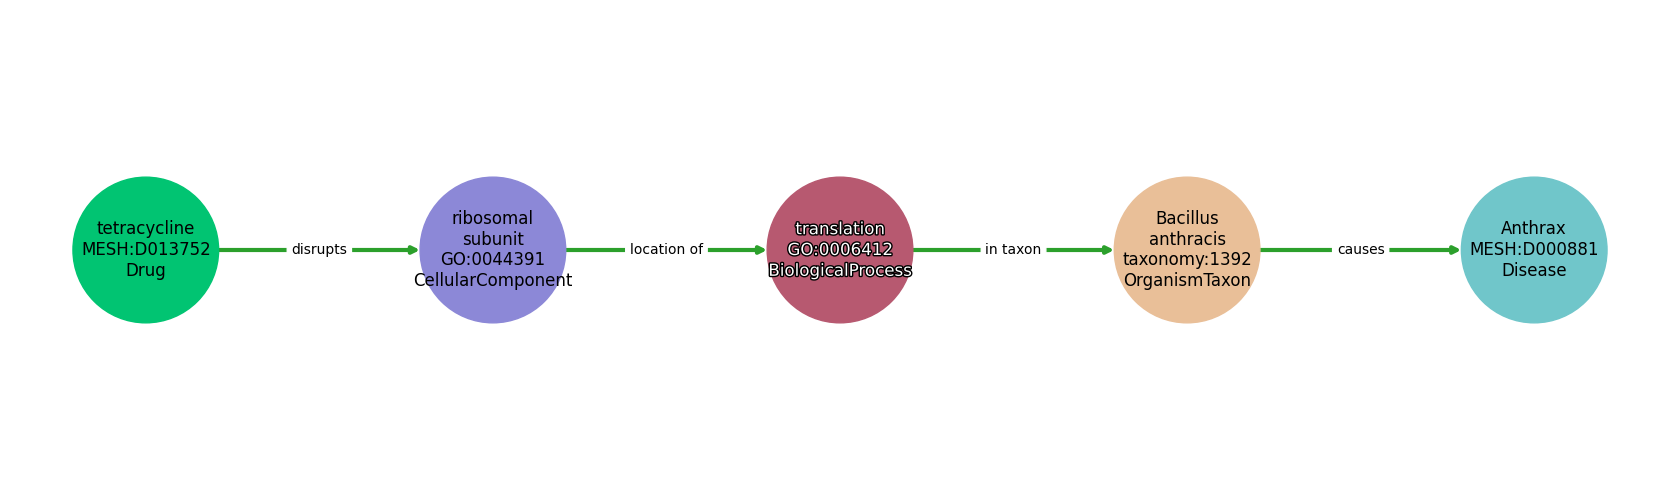 tetracycline
MESH:D013752
Drug
disrupts
ribosomal
subunit
GO:0044391
CellularComponent
location of
translation
GO:0006412
BiologicalProcess
in taxon
Bacillus
anthracis
taxonomy:1392
OrganismTaxon
causes
Anthrax
MESH:D000881
Disease